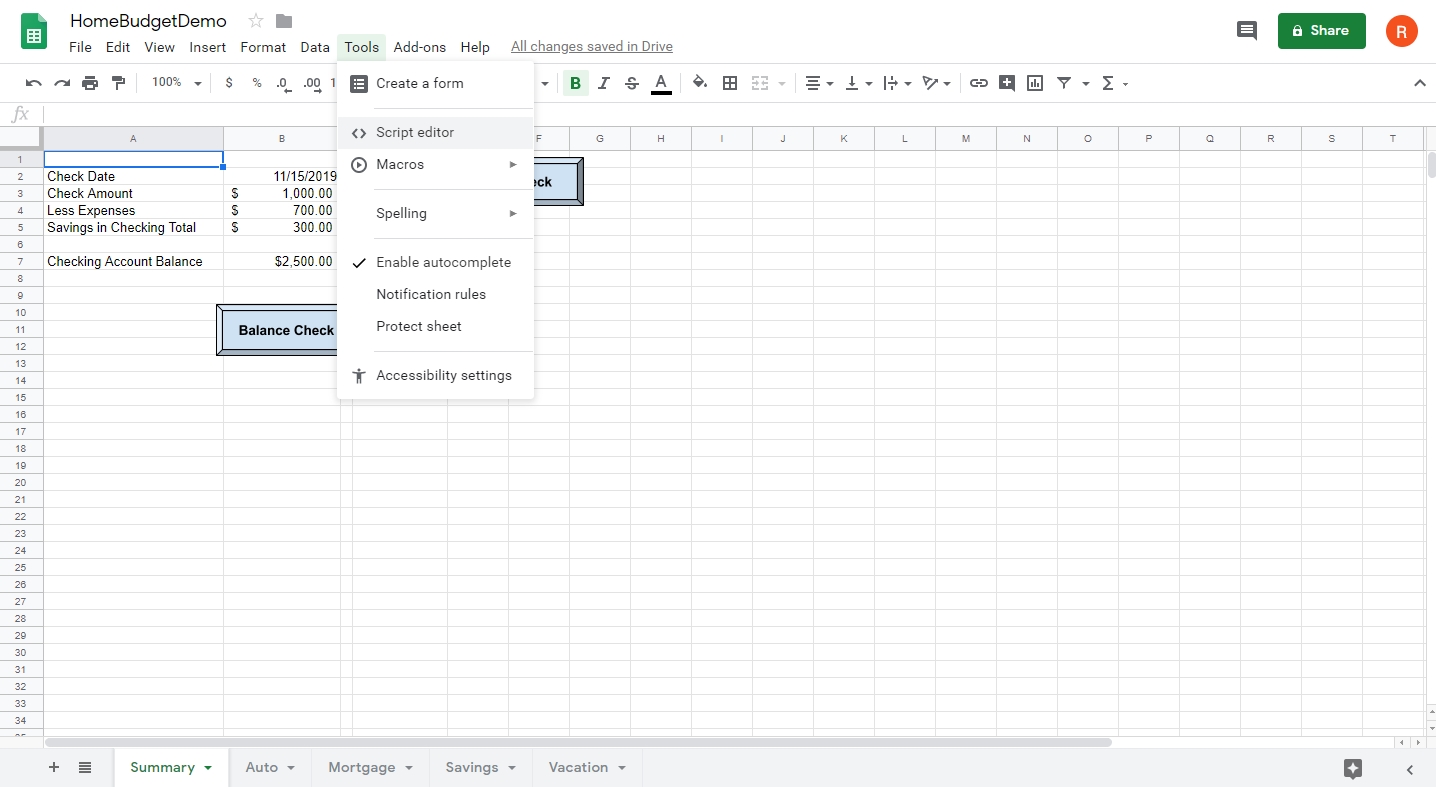 HomeBudgetDemo
File Edit View Insert Format Data Tools Add-ons Help All changes saved in Drive
Share
R
100% $ % .0 .00 1 B I S A Σ
fx
Create a form
Script editor
Macros
Spelling
Enable autocomplete
Notification rules
Protect sheet
Accessibility settings
A B F G H I J K L M N O P Q R S T
1
2 Check Date 11/15/2019
3 Check Amount $ 1,000.00
4 Less Expenses $ 700.00
5 Savings in Checking Total $ 300.00
6
7 Checking Account Balance $2,500.00
8
9
10
11 Balance Check
12
13
14
15
16
17
18
19
20
21
22
23
24
25
26
27
28
29
30
31
32
33
34
Summary Auto Mortgage Savings Vacation